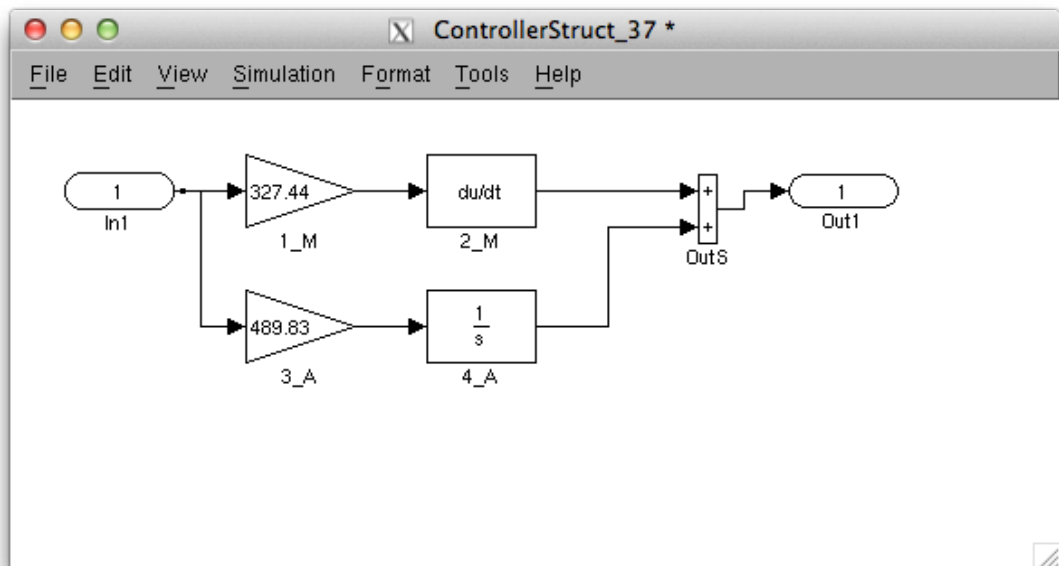 ControllerStruct_37 *
File Edit View Simulation Format Tools Help
1
In1
327.44
1_M
du/dt
2_M
+
+
OutS
1
Out1
489.83
3_A
1
s
4_A